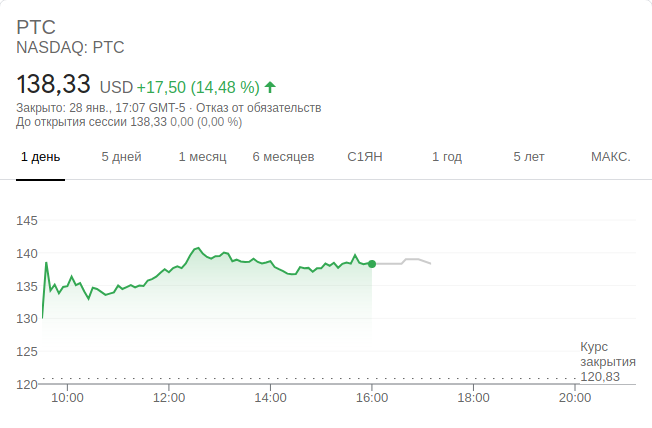 PTC
NASDAQ: PTC
138,33 USD +17,50 (14,48 %)
Закрыто: 28 янв., 17:07 GMT-5 · Отказ от обязательств
До открытия сессии 138,33 0,00 (0,00 %)
1 день 5 дней 1 месяц 6 месяцев С1ЯН 1 год 5 лет МАКС.
145
140
135
130
125
120
Курс
закрытия
120,83
10:00 12:00 14:00 16:00 18:00 20:00